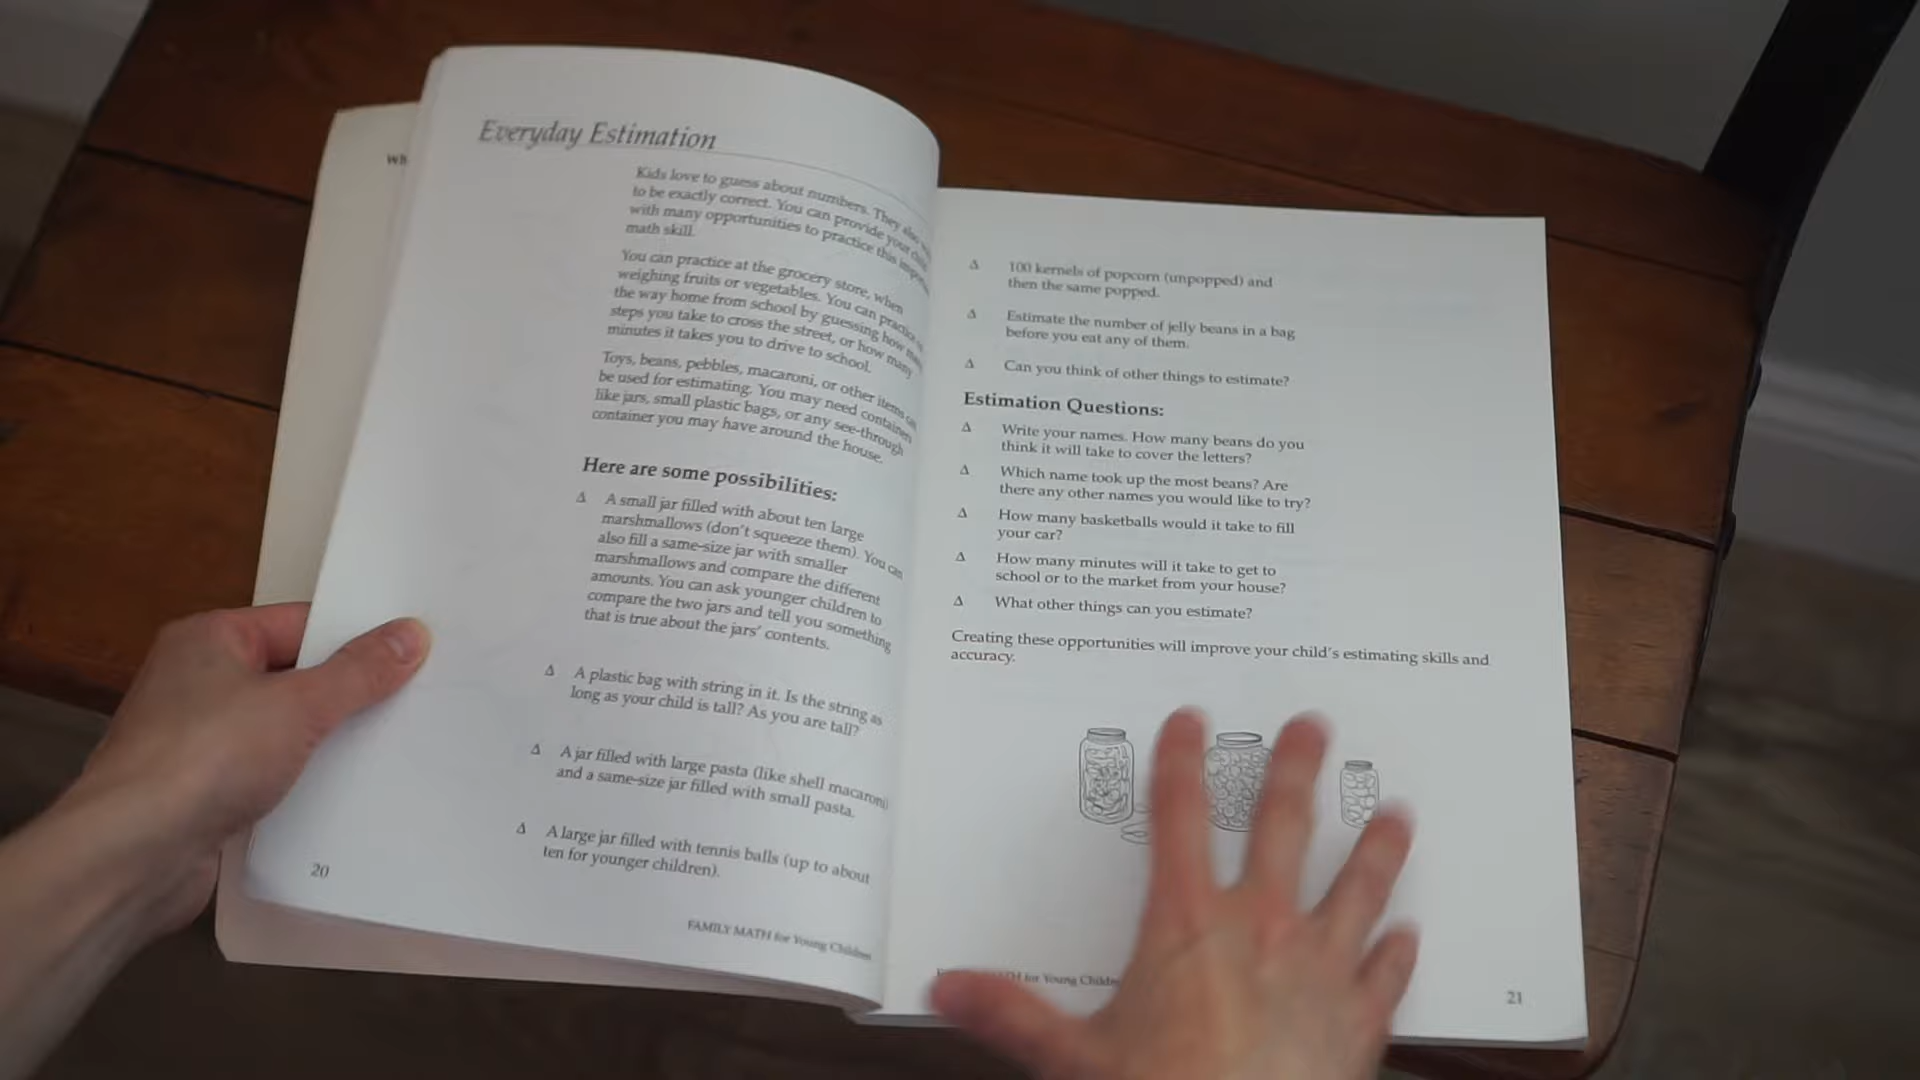 Wh
Everyday Estimation
Kids love to guess about numbers. They also
to be exactly correct. You can provide your child
with many opportunities to practice this
math skill.
You can practice at the grocery store, when
weighing fruits or vegetables. You can practice
the way home from school by guessing how many
steps you take to cross the street, or how many
minutes it takes you to drive to school.
Toys, beans, pebbles, macaroni, or other items can
be used for estimating. You may need containers
like jars, small plastic bags, or any see-through
container you may have around the house.
Here are some possibilities:
Δ A small jar filled with about ten large
marshmallows (don't squeeze them). You can
also fill a same-size jar with smaller
marshmallows and compare the different
amounts. You can ask younger children to
compare the two jars and tell you something
that is true about the jars' contents.
Δ A plastic bag with string in it. Is the string as
long as your child is tall? As you are tall?
Δ A jar filled with large pasta (like shell macaroni)
and a same-size jar filled with small pasta.
Δ A large jar filled with tennis balls (up to about
ten for younger children).
20
FAMILY MATH for Young Children
Δ 100 kernels of popcorn (unpopped) and
then the same popped.
Δ Estimate the number of jelly beans in a bag
before you eat any of them.
Δ Can you think of other things to estimate?
Estimation Questions:
Δ Write your names. How many beans do you
think it will take to cover the letters?
Δ Which name took up the most beans? Are
there any other names you would like to try?
Δ How many basketballs would it take to fill
your car?
Δ How many minutes will it take to get to
school or to the market from your house?
Δ What other things can you estimate?
Creating these opportunities will improve your child's estimating skills and
accuracy.
for Young
21